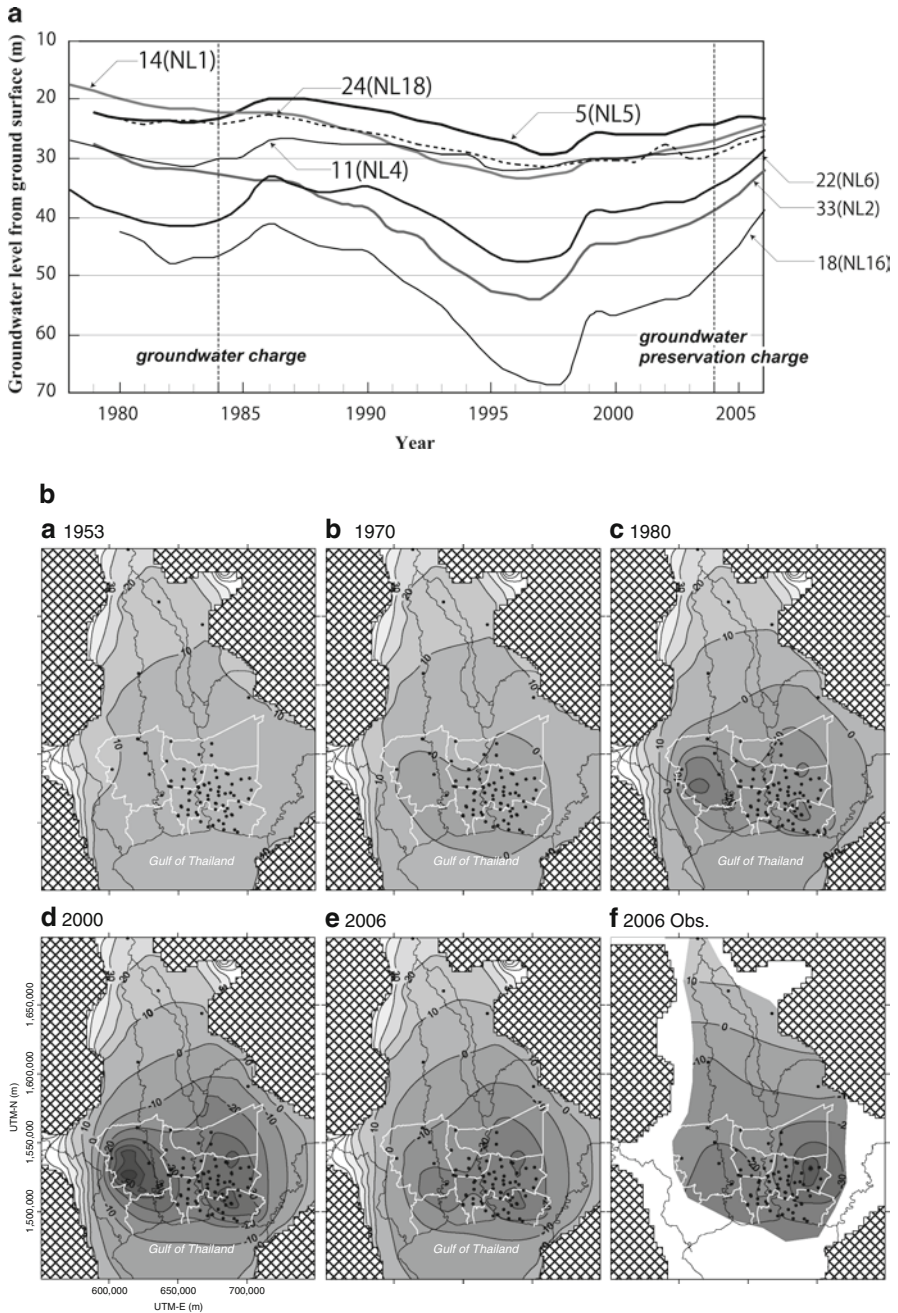 a
Groundwater level from ground surface (m)
10
20
30
40
50
60
70
14(NL1)
24(NL18)
5(NL5)
11(NL4)
22(NL6)
33(NL2)
18(NL16)
groundwater charge
groundwater
preservation charge
1980 1985 1990 1995 2000 2005
Year
b
a 1953
b 1970
c 1980
Gulf of Thailand
Gulf of Thailand
Gulf of Thailand
d 2000
e 2006
f 2006 Obs.
UTM-N (m)
1,650,000
1,600,000
1,550,000
1,500,000
Gulf of Thailand
Gulf of Thailand
600,000 650,000 700,000
UTM-E (m)